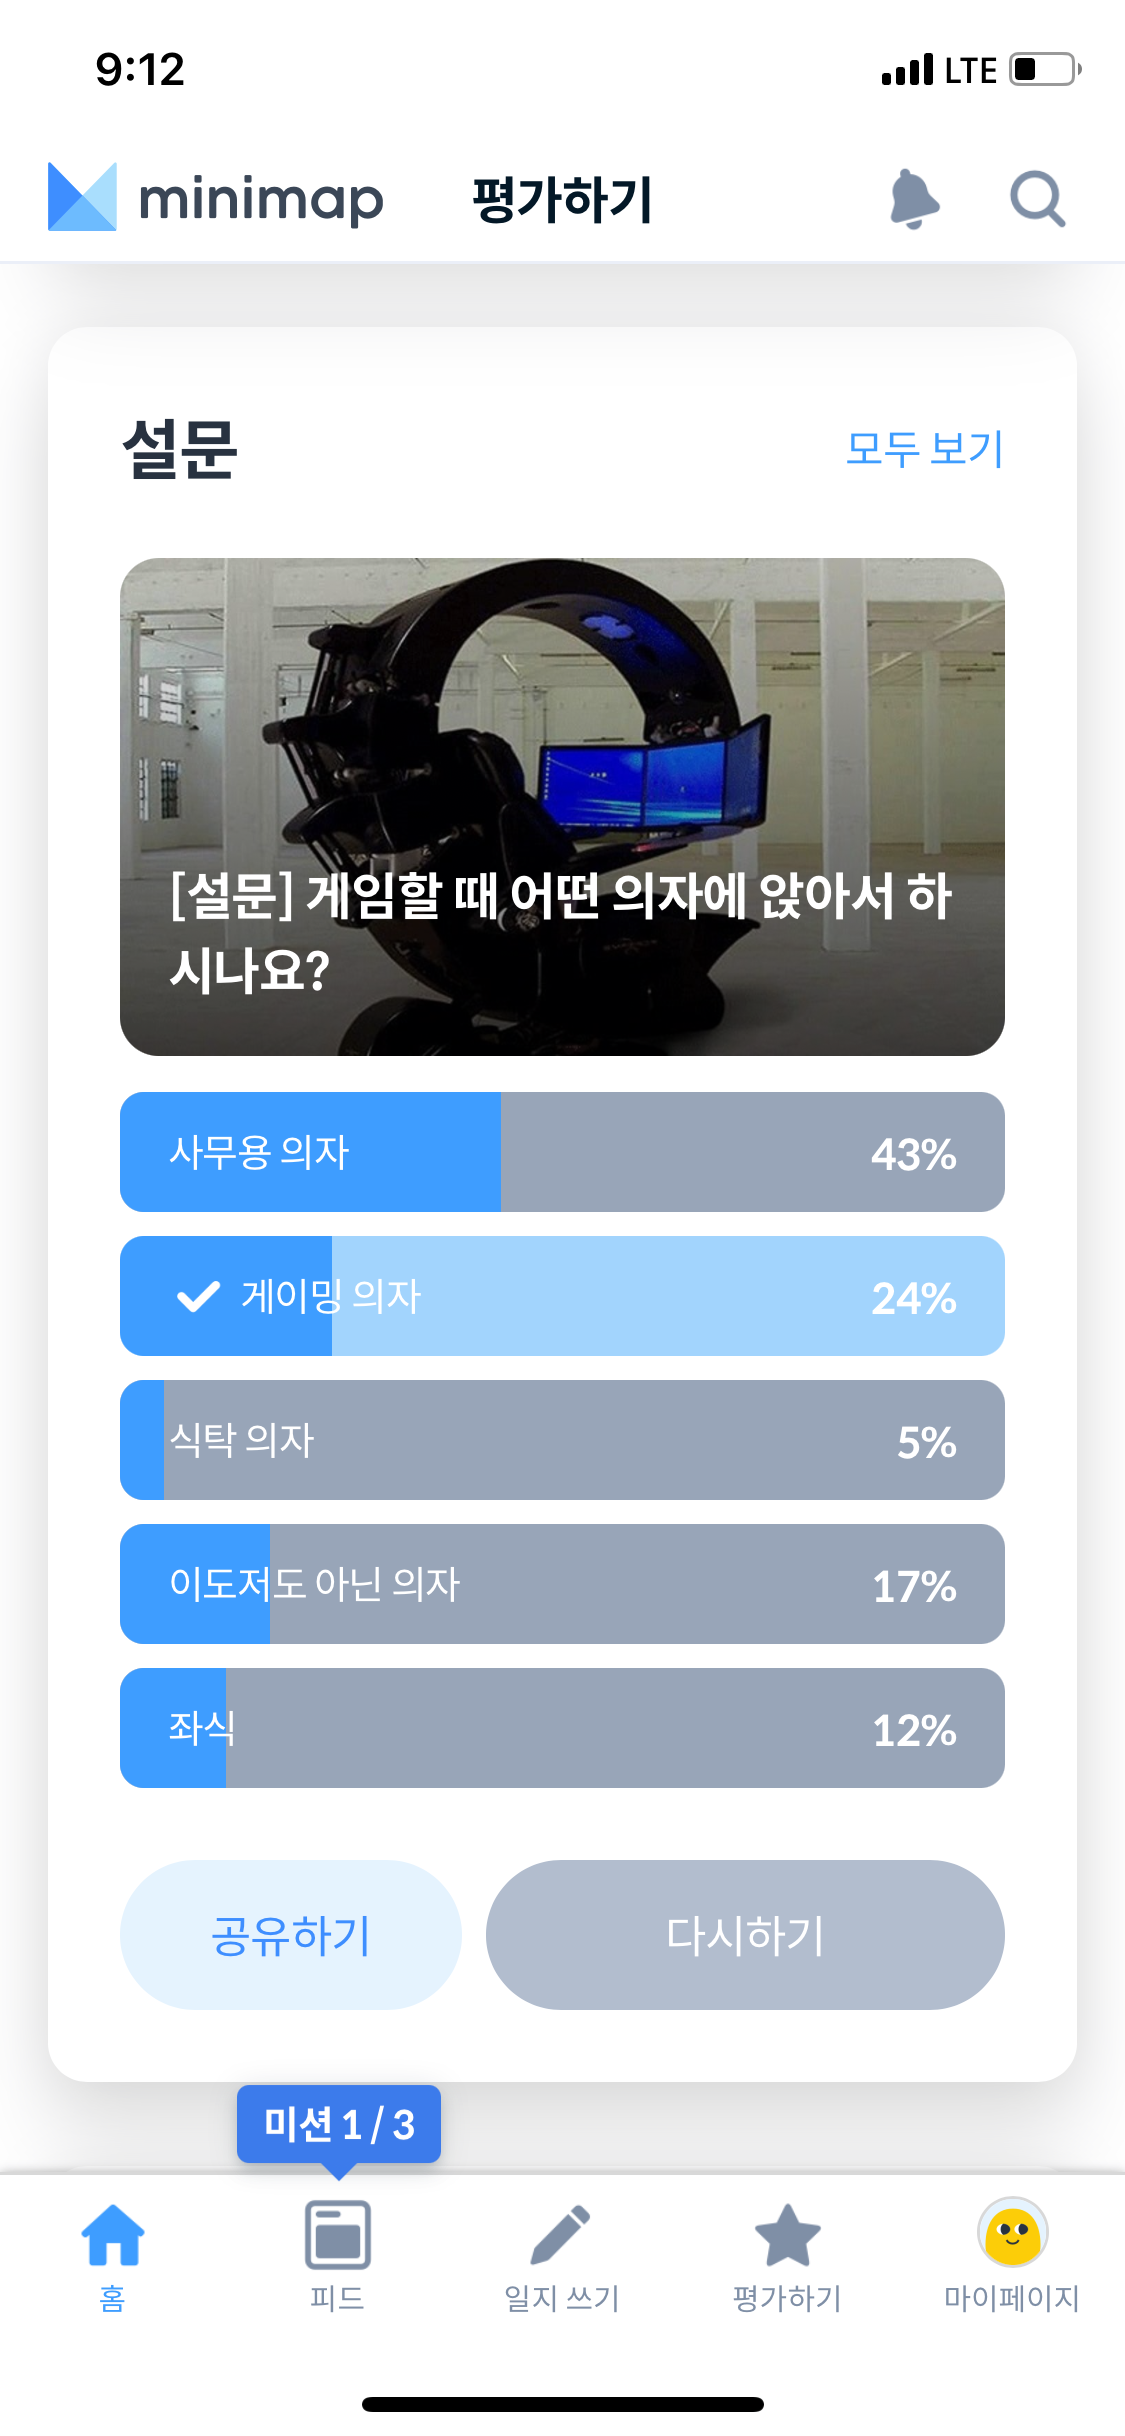 9:12
LTE
minimap
평가하기
설문
모두 보기
[설문] 게임할 때 어떤 의자에 앉아서 하
시나요?
사무용 의자 43%
게이밍 의자 24%
식탁 의자 5%
이도저도 아닌 의자 17%
좌식 12%
공유하기
다시하기
미션 1 / 3
홈
피드
일지 쓰기
평가하기
마이페이지